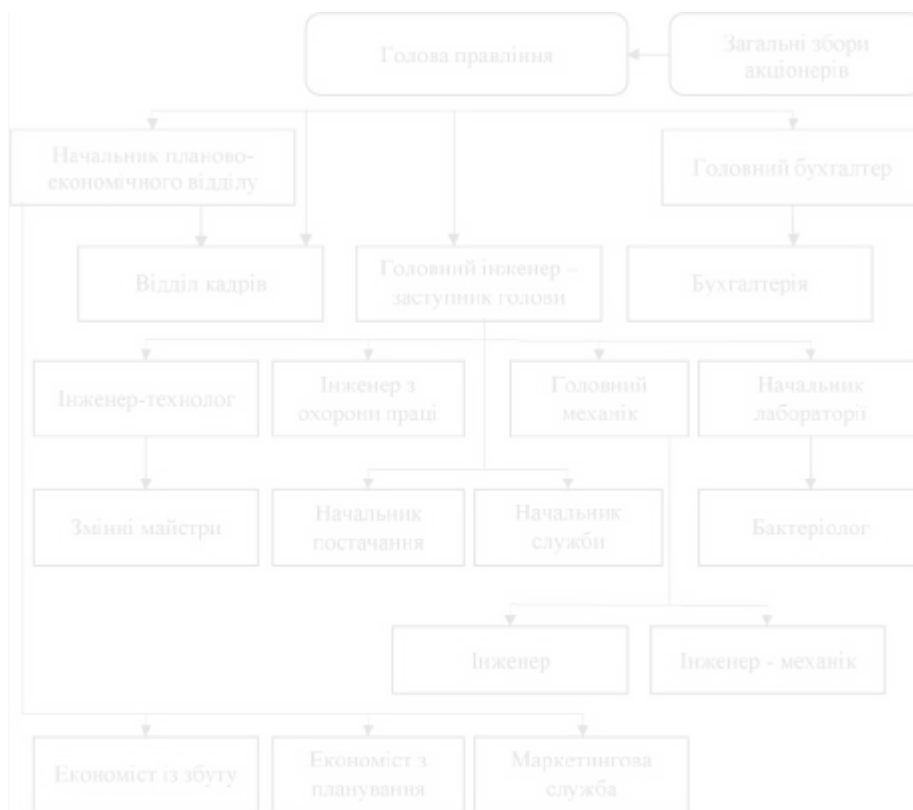 Голова правління
Загальні збори
акціонерів
Начальник планово-
економічного відділу
Головний бухгалтер
Відділ кадрів
Головний інженер –
заступник голови
Бухгалтерія
Інженер-технолог
Інженер з
охорони праці
Головний
механік
Начальник
лабораторії
Змінні майстри
Начальник
постачання
Начальник
служби
Бактеріолог
Інженер
Інженер - механік
Економіст із збуту
Економіст з
планування
Маркетингова
служба